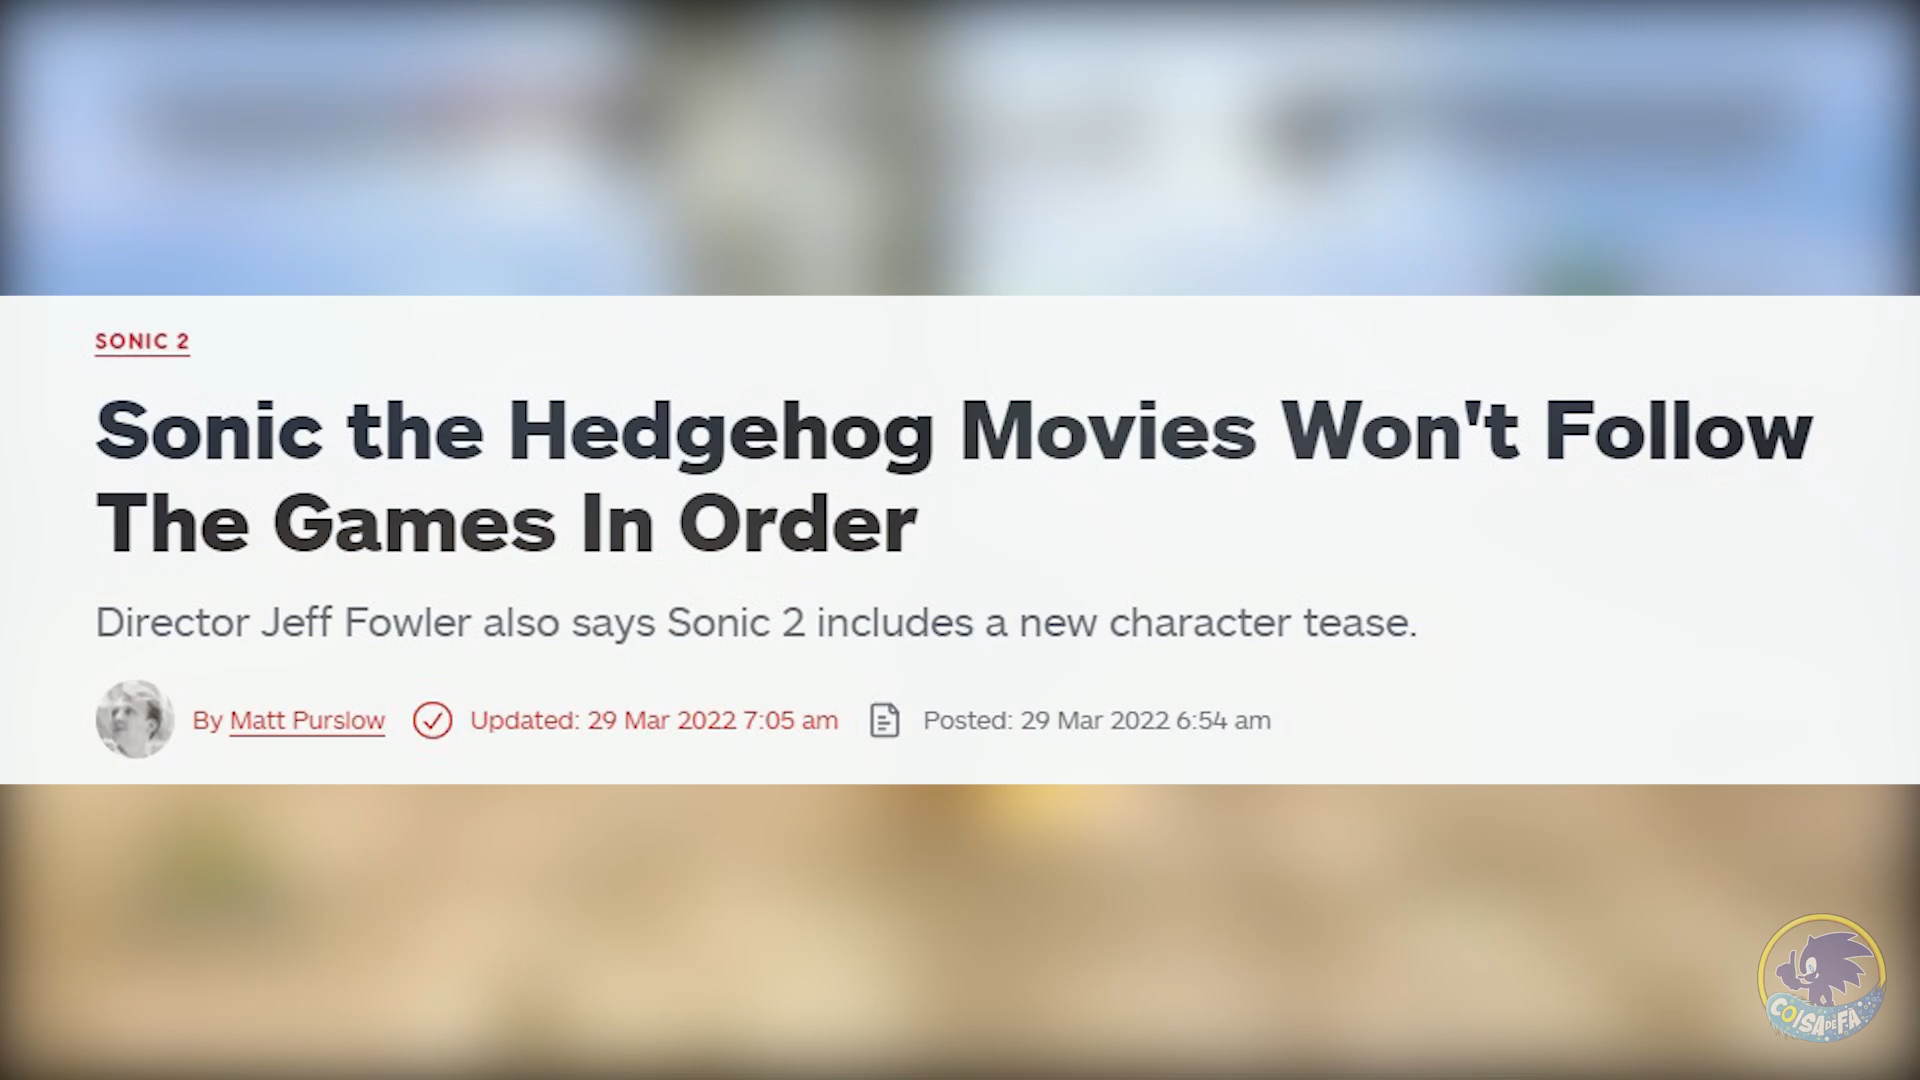 SONIC 2
Sonic the Hedgehog Movies Won't Follow
The Games In Order
Director Jeff Fowler also says Sonic 2 includes a new character tease.
By Matt Purslow Updated: 29 Mar 2022 7:05 am Posted: 29 Mar 2022 6:54 am
COISA DE FÃ